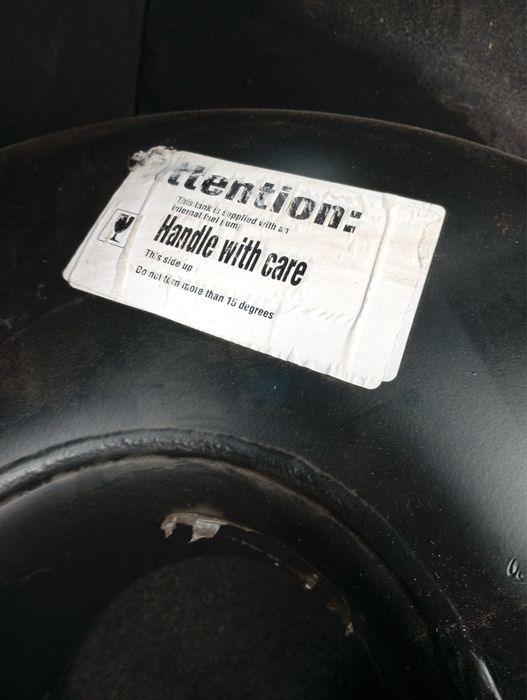 ttention:
This tank is supplied with an
internal fuel pump
Handle with care
This side up
Do not turn more than 15 degrees